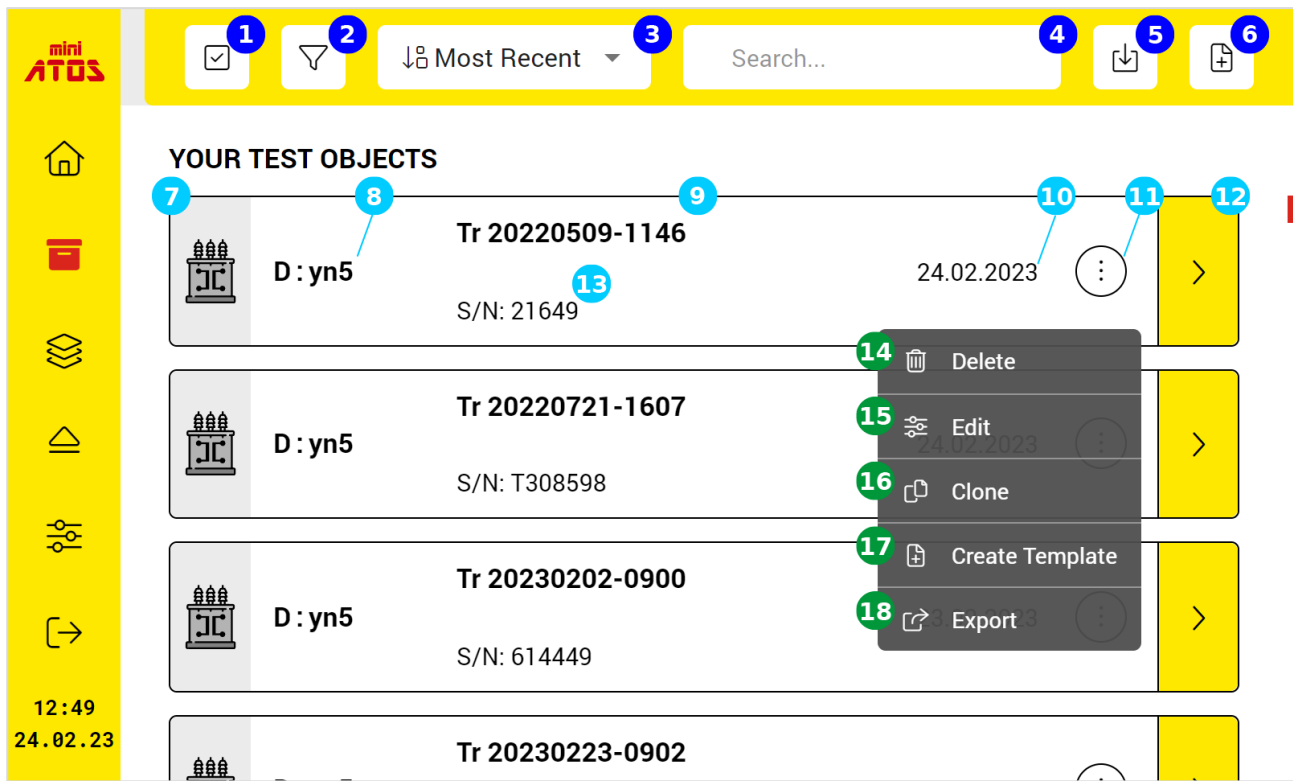 mini
ATOS
1
2
3
4
5
6
Most Recent
Search...
YOUR TEST OBJECTS
7
8
9
10
11
12
Tr 20220509-1146
D : yn5
24.02.2023
13
S/N: 21649
14
Delete
Tr 20220721-1607
15
Edit
D : yn5
24.02.2023
S/N: T308598
16
Clone
17
Create Template
Tr 20230202-0900
18
Export
D : yn5
S/N: 614449
12:49
24.02.23
Tr 20230223-0902